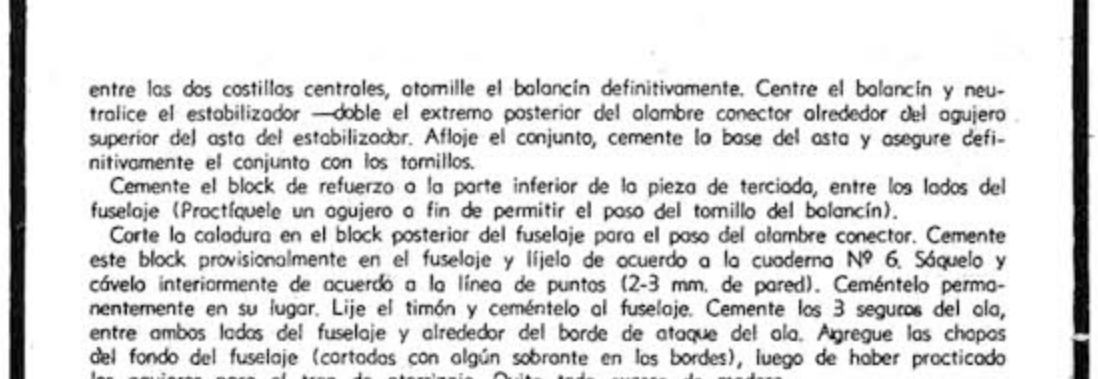 entre las dos costillas centrales, atornille el balancín definitivamente. Centre el balancín y neu-
tralice el estabilizador —doble el extremo posterior del alambre conector alrededor del agujero
superior del asta del estabilizador. Afloje el conjunto, cemente la base del asta y asegure defi-
nitivamente el conjunto con los tornillos.
Cemente el block de refuerzo a la parte inferior de la pieza de terciada, entre los lados del
fuselaje (Practíquele un agujero a fin de permitir el paso del tornillo del balancín).
Corte la caladura en el block posterior del fuselaje para el paso del alambre conector. Cemente
este block provisionalmente en el fuselaje y líjelo de acuerdo a la cuaderna Nº 6. Sáquelo y
cávelo interiormente de acuerdo a la línea de puntos (2-3 mm. de pared). Ceméntelo perma-
nentemente en su lugar. Lije el timón y ceméntelo al fuselaje. Cemente los 3 seguros del ala,
entre ambos lados del fuselaje y alrededor del borde de ataque del ala. Agregue las chapas
del fondo del fuselaje (cortadas con algún sobrante en los bordes), luego de haber practicado